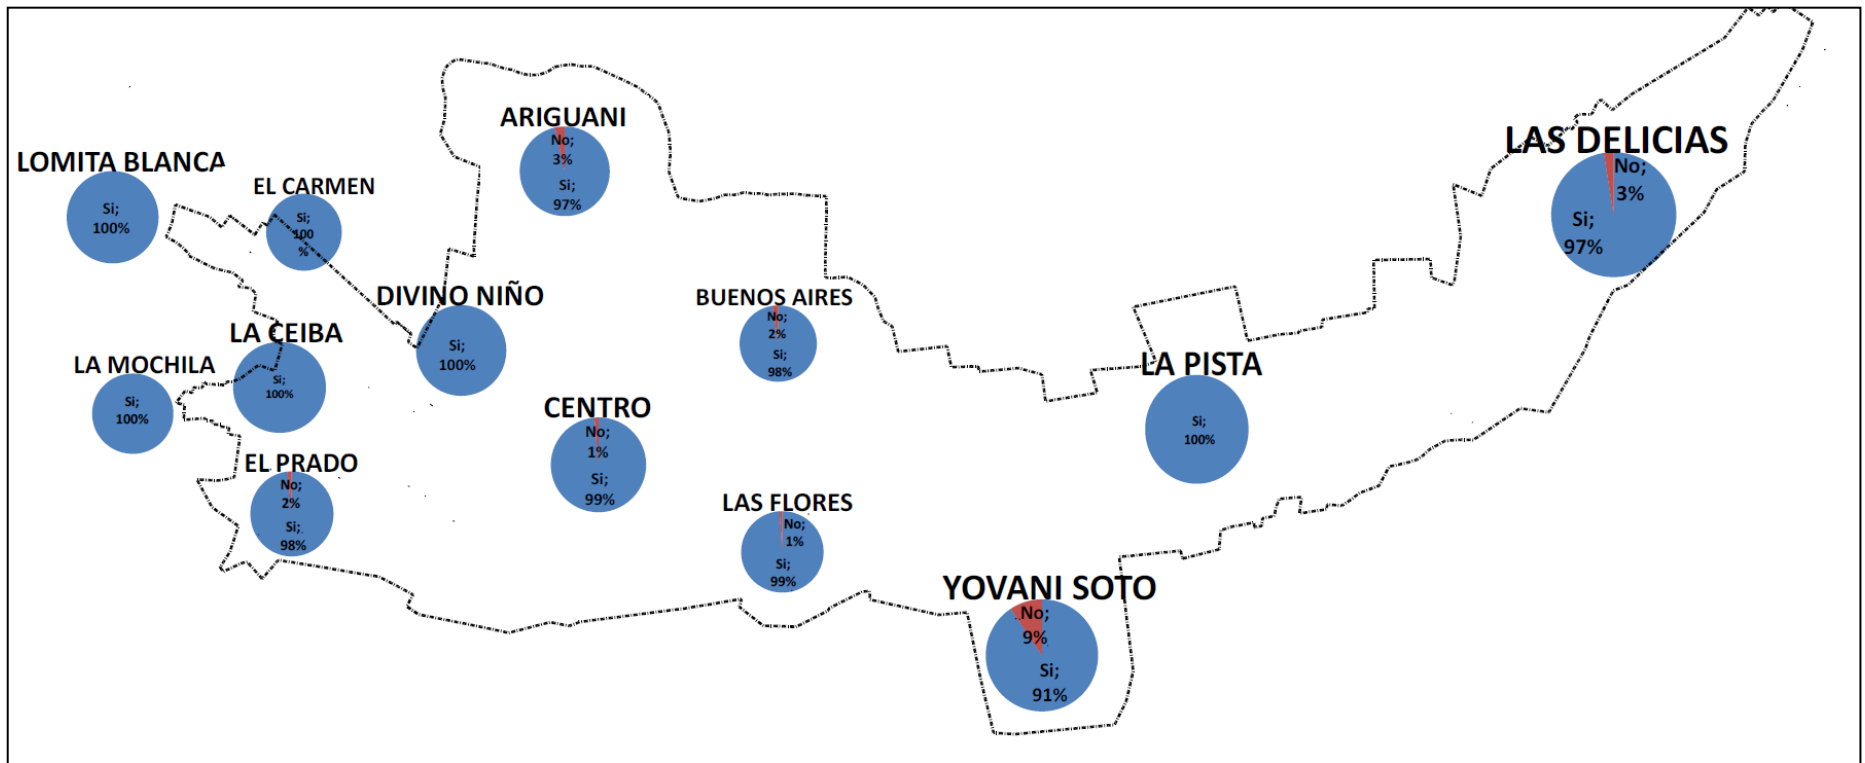 ARIGUANI
No;
3%
Si;
97%
LAS DELICIAS
No;
3%
Si;
97%
LOMITA BLANCA
Si;
100%
EL CARMEN
Si;
100
%
DIVINO NIÑO
Si;
100%
BUENOS AIRES
No;
2%
Si;
98%
LA CEIBA
Si;
100%
LA MOCHILA
Si;
100%
LA PISTA
Si;
100%
CENTRO
No;
1%
Si;
99%
EL PRADO
No;
2%
Si;
98%
LAS FLORES
No;
1%
Si;
99%
YOVANI SOTO
No;
9%
Si;
91%